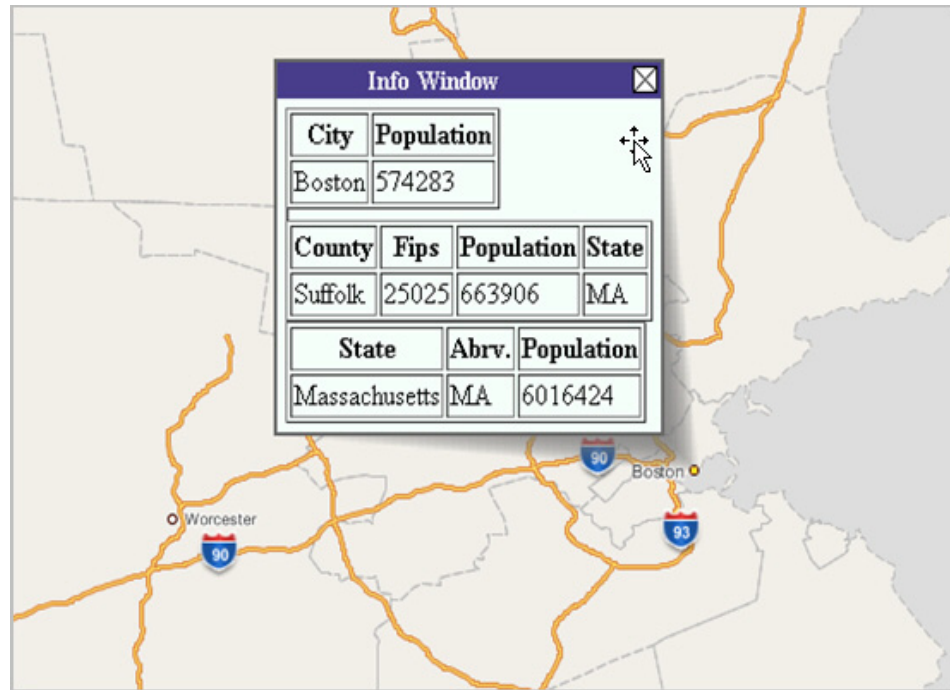 Info Window
City Population
Boston 574283
County Fips Population State
Suffolk 25025 663906 MA
State Abrv. Population
Massachusetts MA 6016424
90
Boston
Worcester
93
90